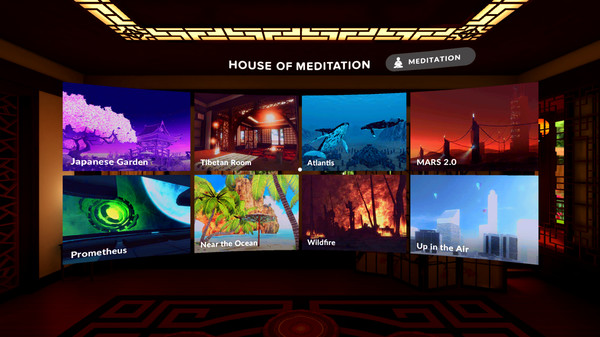 HOUSE OF MEDITATION
MEDITATION
Japanese Garden
Tibetan Room
Atlantis
MARS 2.0
Prometheus
Near the Ocean
Wildfire
Up in the Air